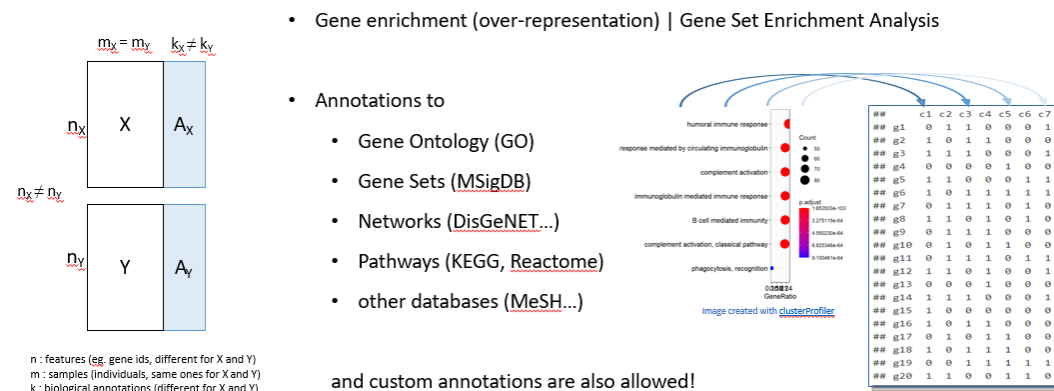 • Gene enrichment (over-representation) | Gene Set Enrichment Analysis
mX = mY kX ≠ kY
nX X AX
nX ≠ nY
nY Y AY
n : features (eg. gene ids, different for X and Y)
m : samples (individuals, same ones for X and Y)
k : biological annotations (different for X and Y)
• Annotations to
• Gene Ontology (GO)
• Gene Sets (MSigDB)
• Networks (DisGeNET...)
• Pathways (KEGG, Reactome)
• other databases (MeSH...)
and custom annotations are also allowed!
humoral immune response
response mediated by circulating immunoglobulin
complement activation
immunoglobulin mediated immune response
B cell mediated immunity
complement activation, classical pathway
phagocytosis, recognition
GeneRatio
Count
50
60
70
80
p.adjust
Image created with clusterProfiler
## c1 c2 c3 c4 c5 c6 c7
## g1 0 1 1 0 0 0 1
## g2 1 0 1 1 0 0 0
## g3 1 1 1 0 0 0 1
## g4 0 0 0 0 1 0 0
## g5 1 1 0 0 0 1 1
## g6 1 0 1 1 1 1 1
## g7 0 1 1 1 0 1 0
## g8 1 1 0 1 0 1 0
## g9 0 1 1 1 0 0 0
## g10 0 1 0 1 1 0 0
## g11 0 1 1 1 0 1 1
## g12 1 1 0 1 0 0 1
## g13 0 0 0 1 0 0 0
## g14 1 1 1 0 0 0 1
## g15 1 0 0 0 0 0 0
## g16 1 0 1 1 0 0 0
## g17 0 1 0 1 1 0 0
## g18 1 0 1 1 1 0 0
## g19 0 0 1 1 1 1 1
## g20 1 1 0 0 1 1 0